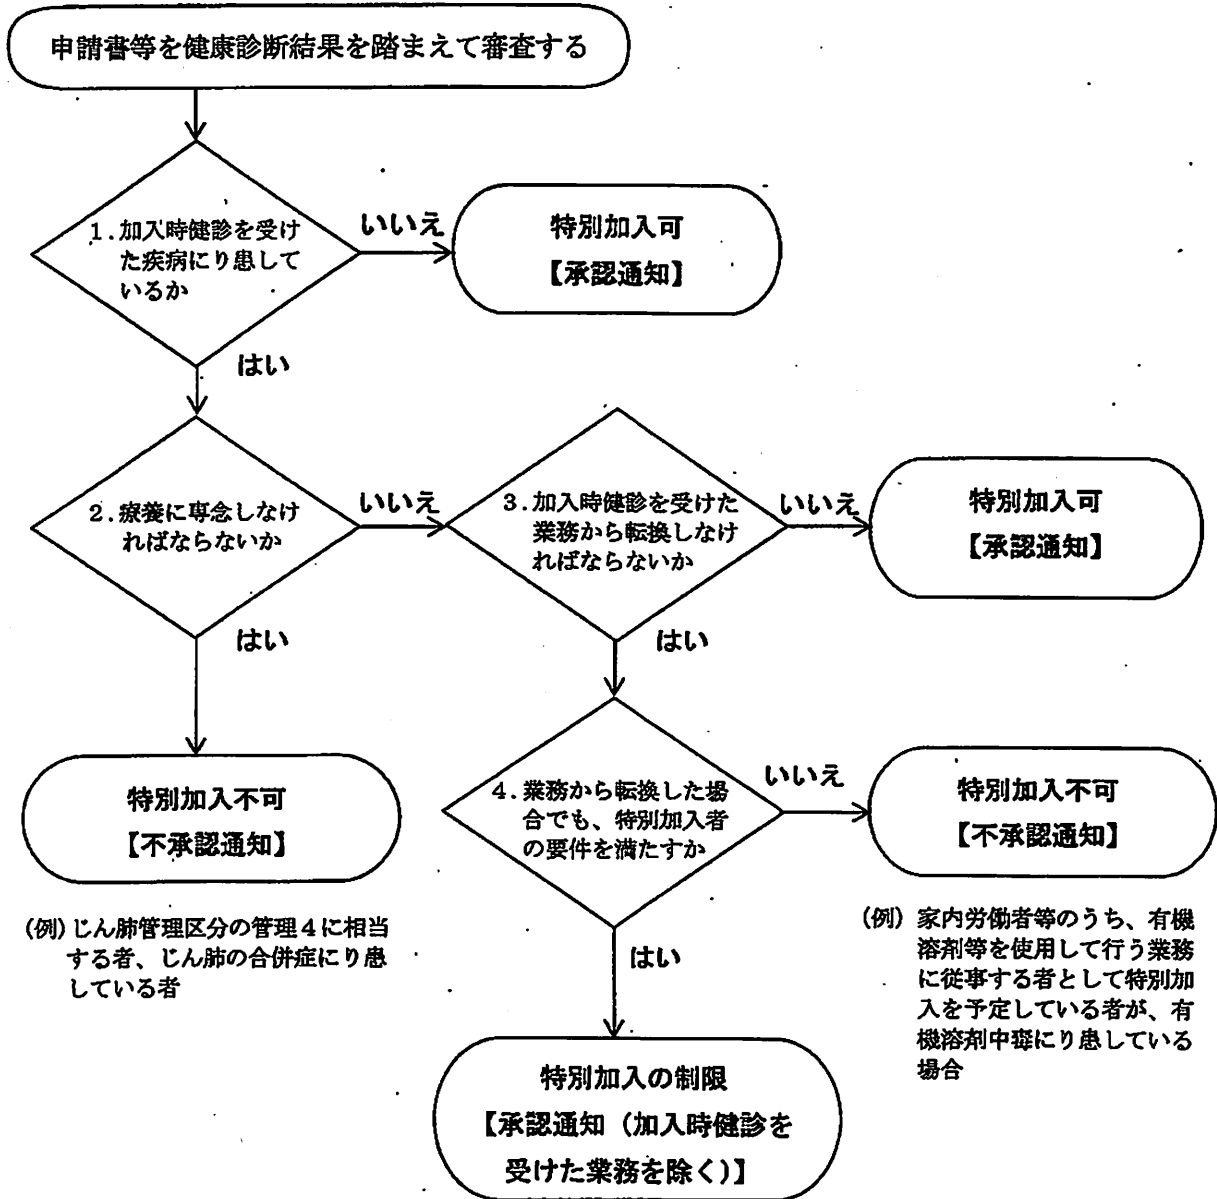 申請書等を健康診断結果を踏まえて審査する
1.加入時健診を受け
た疾病にり患して
いるか
いいえ
特別加入可
【承認通知】
はい
2.療養に専念しなけ
ればならないか
いいえ
3.加入時健診を受けた
業務から転換しなけ
ればならないか
いいえ
特別加入可
【承認通知】
はい
はい
特別加入不可
【不承認通知】
4.業務から転換した場
合でも、特別加入者
の要件を満たすか
いいえ
特別加入不可
【不承認通知】
(例)じん肺管理区分の管理4に相当
する者、じん肺の合併症にり患
している者
はい
(例) 家内労働者等のうち、有機
溶剤等を使用して行う業務
に従事する者として特別加
入を予定している者が、有
機溶剤中毒にり患している
場合
特別加入の制限
【承認通知（加入時健診を
受けた業務を除く)】